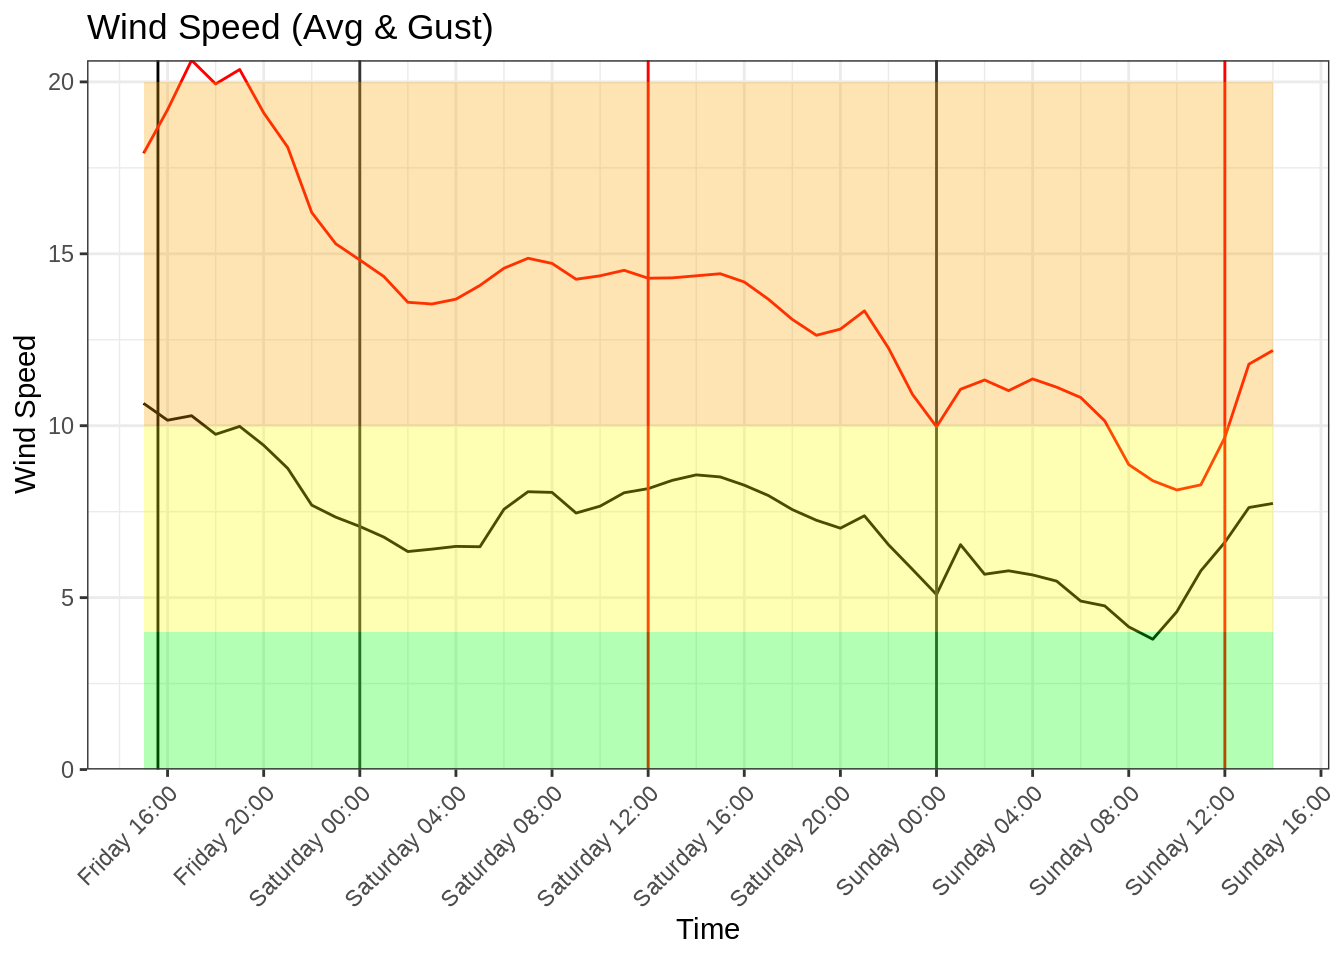 Wind Speed (Avg & Gust)
Wind Speed
20
15
10
5
0
Friday 16:00
Friday 20:00
Saturday 00:00
Saturday 04:00
Saturday 08:00
Saturday 12:00
Saturday 16:00
Saturday 20:00
Sunday 00:00
Sunday 04:00
Sunday 08:00
Sunday 12:00
Sunday 16:00
Time